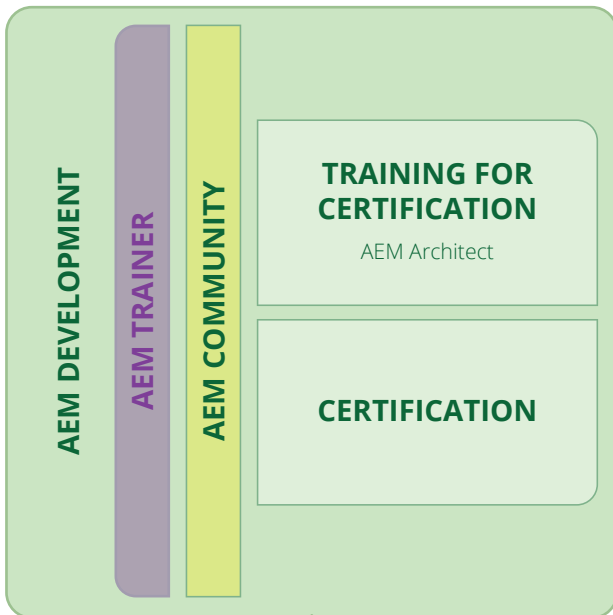 AEM DEVELOPMENT
AEM TRAINER
AEM COMMUNITY
TRAINING FOR
CERTIFICATION
AEM Architect
CERTIFICATION